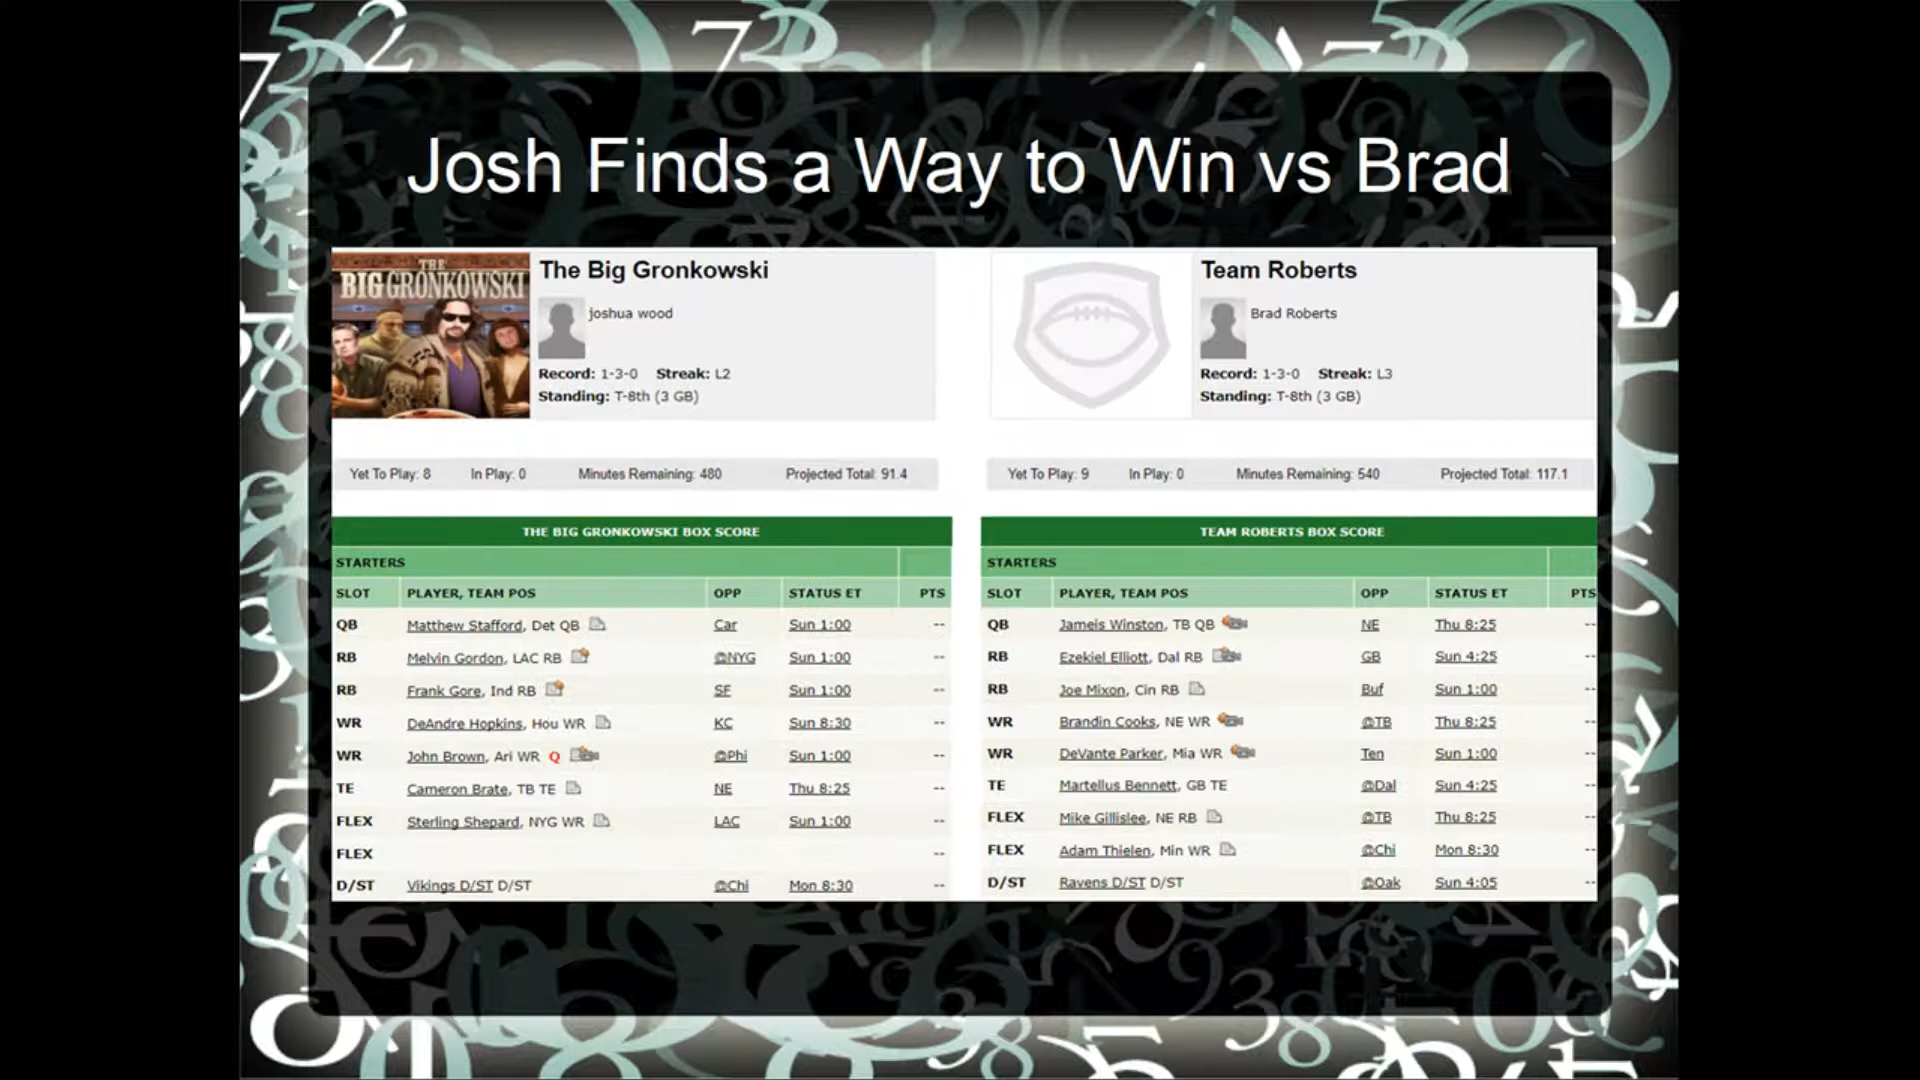 Josh Finds a Way to Win vs Brad
THE
BIG GRONKOWSKI
The Big Gronkowski
joshua wood
Record: 1-3-0 Streak: L2
Standing: T-8th (3 GB)
Team Roberts
Brad Roberts
Record: 1-3-0 Streak: L3
Standing: T-8th (3 GB)
Yet To Play: 8 In Play: 0 Minutes Remaining: 480 Projected Total: 91.4
Yet To Play: 9 In Play: 0 Minutes Remaining: 540 Projected Total: 117.1
THE BIG GRONKOWSKI BOX SCORE
STARTERS
SLOT PLAYER, TEAM POS OPP STATUS ET PTS
QB Matthew Stafford, Det QB Car Sun 1:00 --
RB Melvin Gordon, LAC RB @NYG Sun 1:00 --
RB Frank Gore, Ind RB SF Sun 1:00 --
WR DeAndre Hopkins, Hou WR KC Sun 8:30 --
WR John Brown, Ari WR Q @Phi Sun 1:00 --
TE Cameron Brate, TB TE NE Thu 8:25 --
FLEX Sterling Shepard, NYG WR LAC Sun 1:00 --
FLEX --
D/ST Vikings D/ST D/ST @Chi Mon 8:30 --
TEAM ROBERTS BOX SCORE
STARTERS
SLOT PLAYER, TEAM POS OPP STATUS ET PTS
QB Jameis Winston, TB QB NE Thu 8:25 --
RB Ezekiel Elliott, Dal RB GB Sun 4:25 --
RB Joe Mixon, Cin RB Buf Sun 1:00 --
WR Brandin Cooks, NE WR @TB Thu 8:25 --
WR DeVante Parker, Mia WR Ten Sun 1:00 --
TE Martellus Bennett, GB TE @Dal Sun 4:25 --
FLEX Mike Gillislee, NE RB @TB Thu 8:25 --
FLEX Adam Thielen, Min WR @Chi Mon 8:30 --
D/ST Ravens D/ST D/ST @Oak Sun 4:05 --